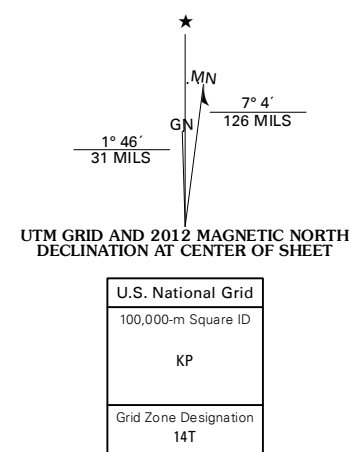 ★
MN
GN
7° 4´
126 MILS
1° 46´
31 MILS
UTM GRID AND 2012 MAGNETIC NORTH
DECLINATION AT CENTER OF SHEET
U.S. National Grid
100,000-m Square ID
KP
Grid Zone Designation
14T